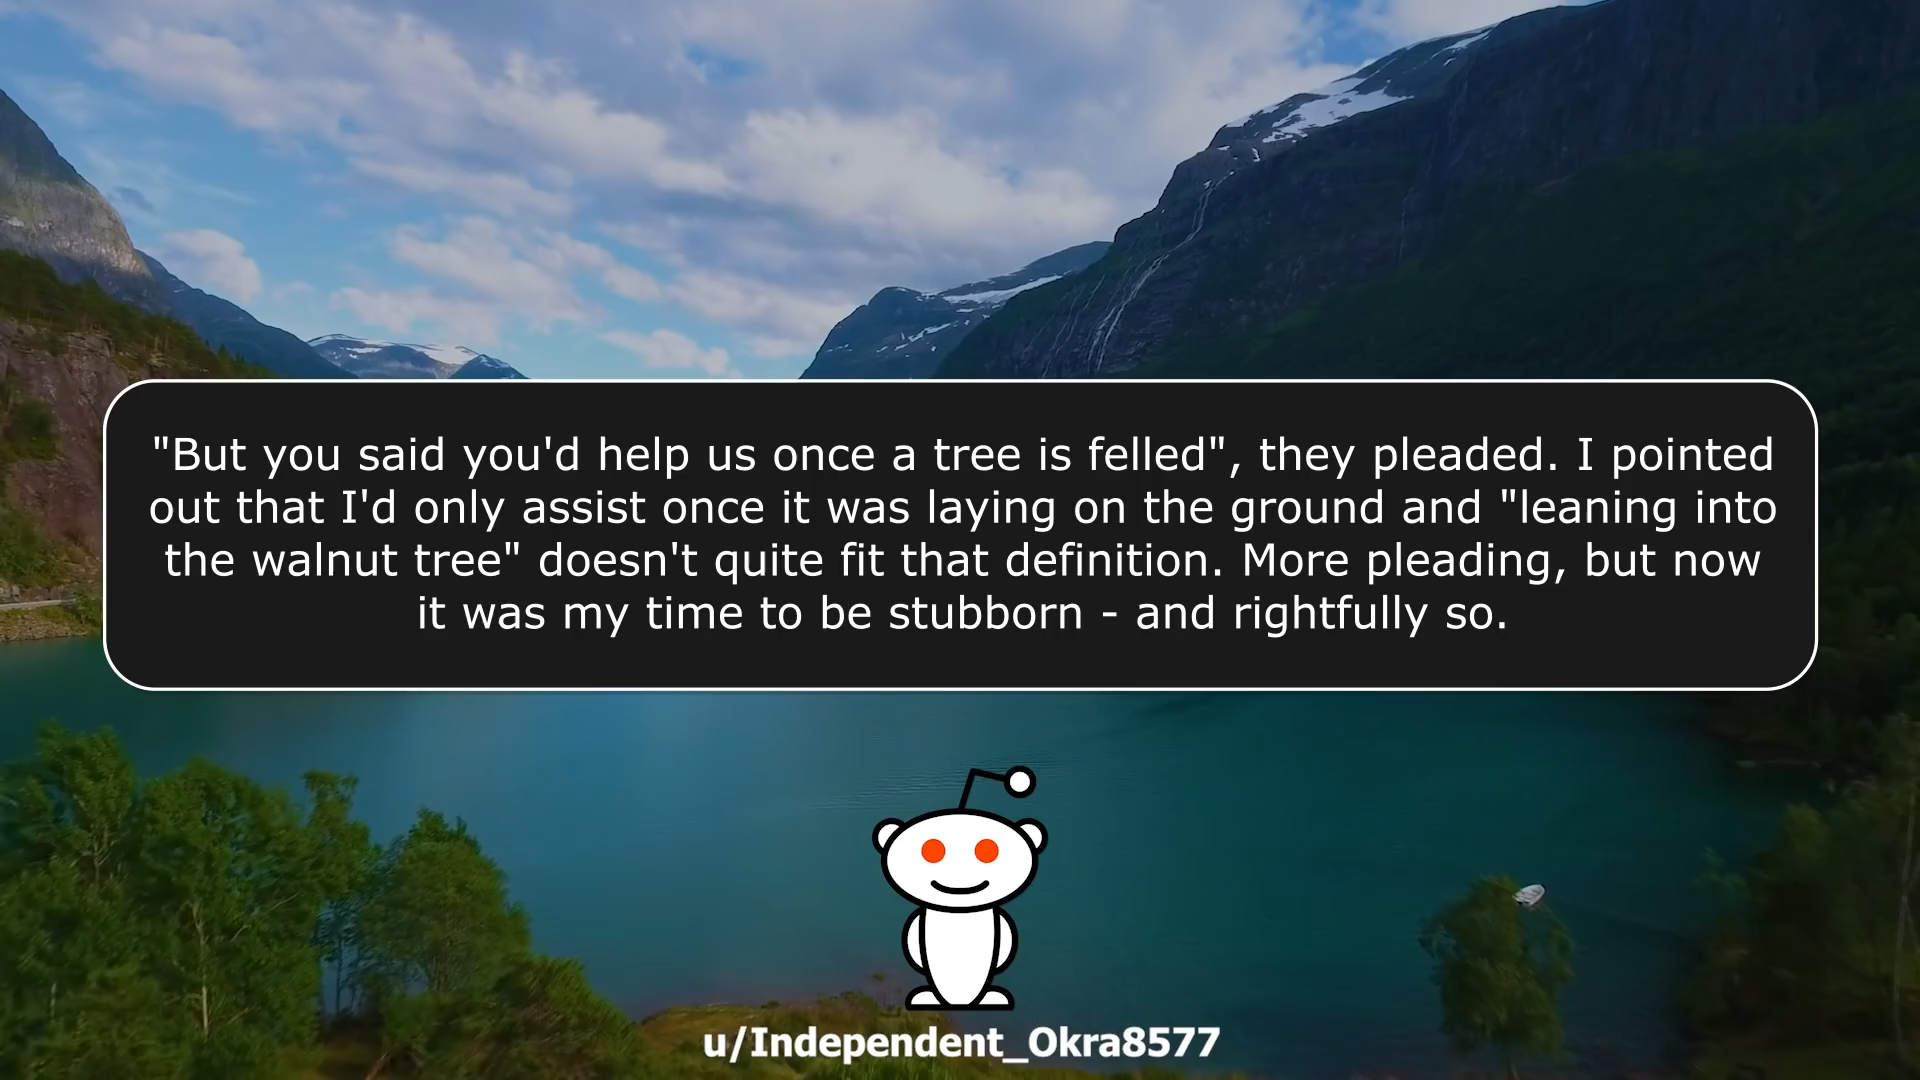 "But you said you'd help us once a tree is felled", they pleaded. I pointed
out that I'd only assist once it was laying on the ground and "leaning into
the walnut tree" doesn't quite fit that definition. More pleading, but now
it was my time to be stubborn - and rightfully so.
u/Independent_Okra8577